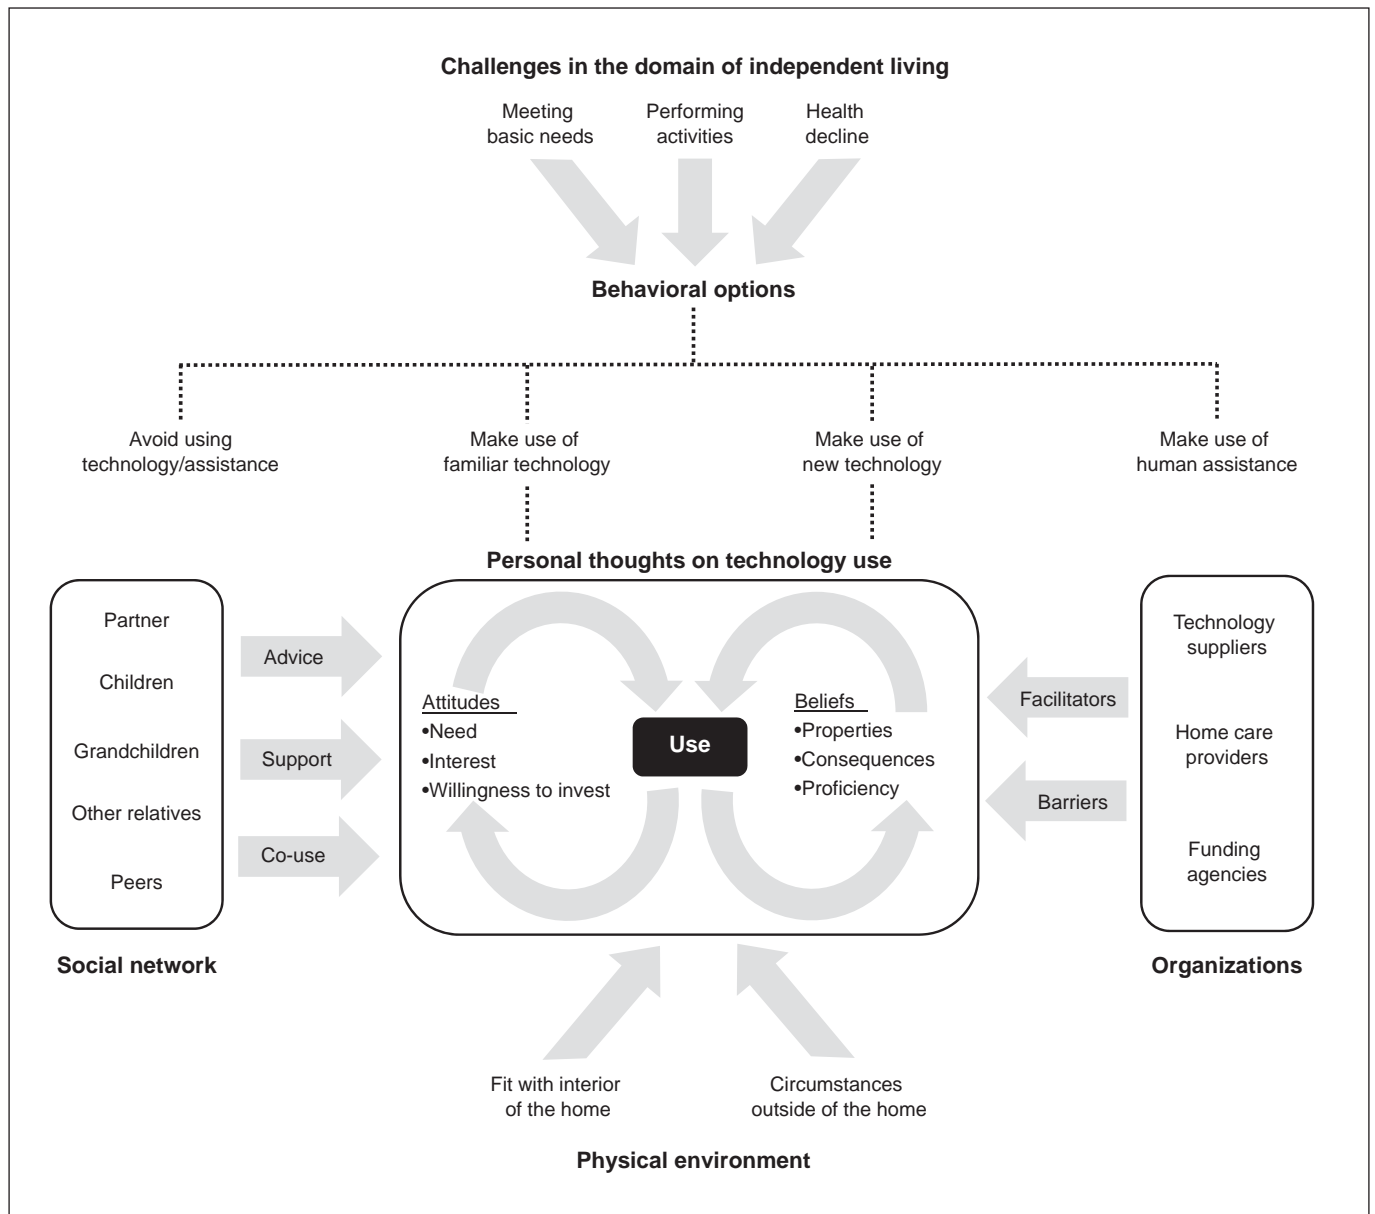 Challenges in the domain of independent living
Meeting
basic needs
Performing
activities
Health
decline
Behavioral options
Avoid using
technology/assistance
Make use of
familiar technology
Make use of
new technology
Make use of
human assistance
Personal thoughts on technology use
Partner
Children
Grandchildren
Other relatives
Peers
Social network
Advice
Support
Co-use
Attitudes
•Need
•Interest
•Willingness to invest
Use
Beliefs
•Properties
•Consequences
•Proficiency
Facilitators
Barriers
Technology
suppliers
Home care
providers
Funding
agencies
Organizations
Fit with interior
of the home
Circumstances
outside of the home
Physical environment